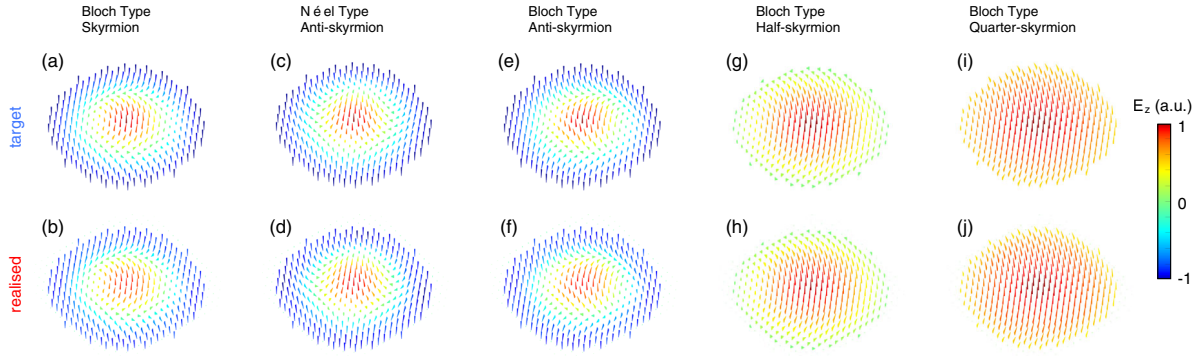 Bloch Type
Skyrmion
N é el Type
Anti-skyrmion
Bloch Type
Anti-skyrmion
Bloch Type
Half-skyrmion
Bloch Type
Quarter-skyrmion
(a)
(c)
(e)
(g)
(i)
target
E z (a.u.)
1
0
-1
(b)
(d)
(f)
(h)
(j)
realised